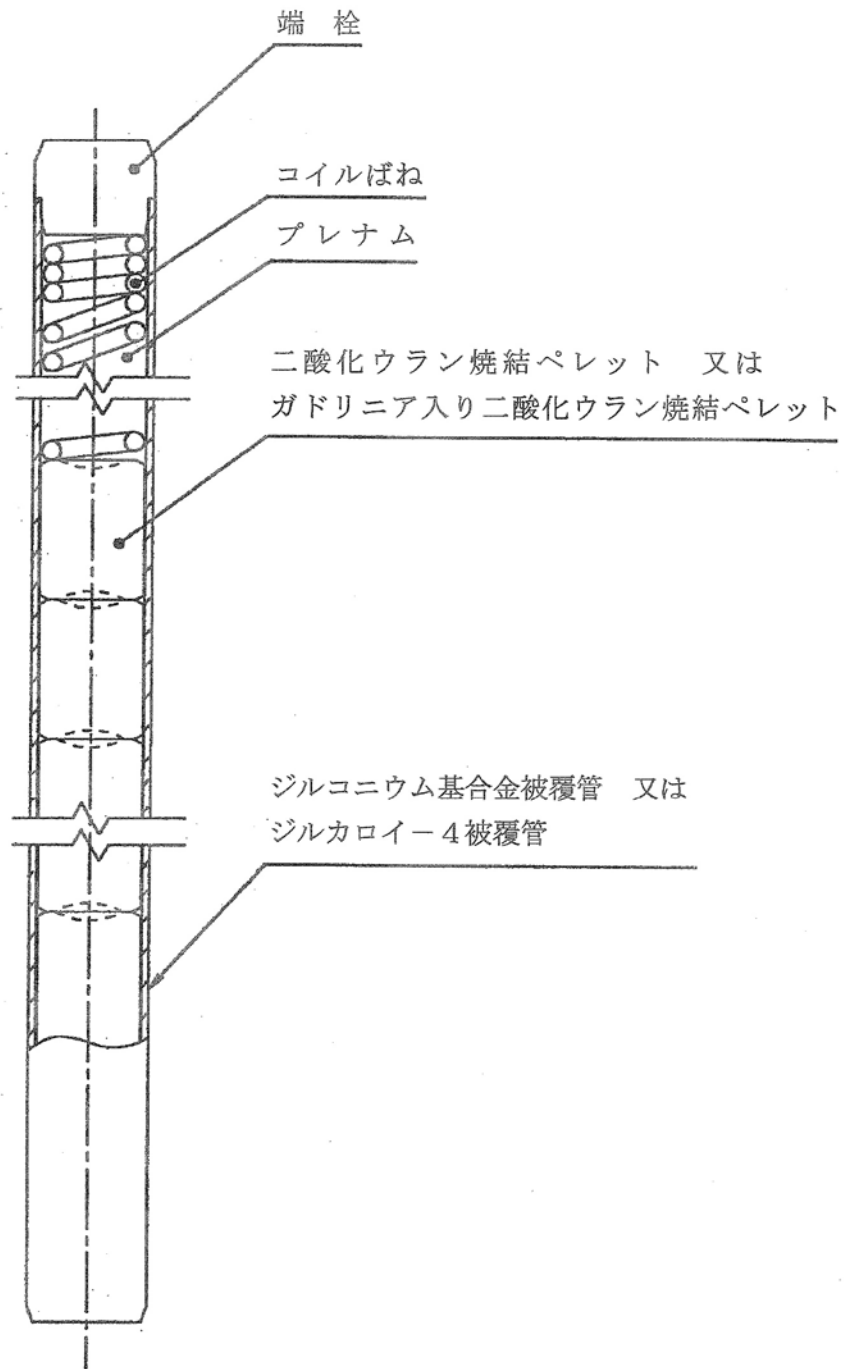 端 栓
コイルばね
プレナム
二酸化ウラン焼結ペレット 又は
ガドリニア入り二酸化ウラン焼結ペレット
ジルコニウム基合金被覆管 又は
ジルカロイー4被覆管